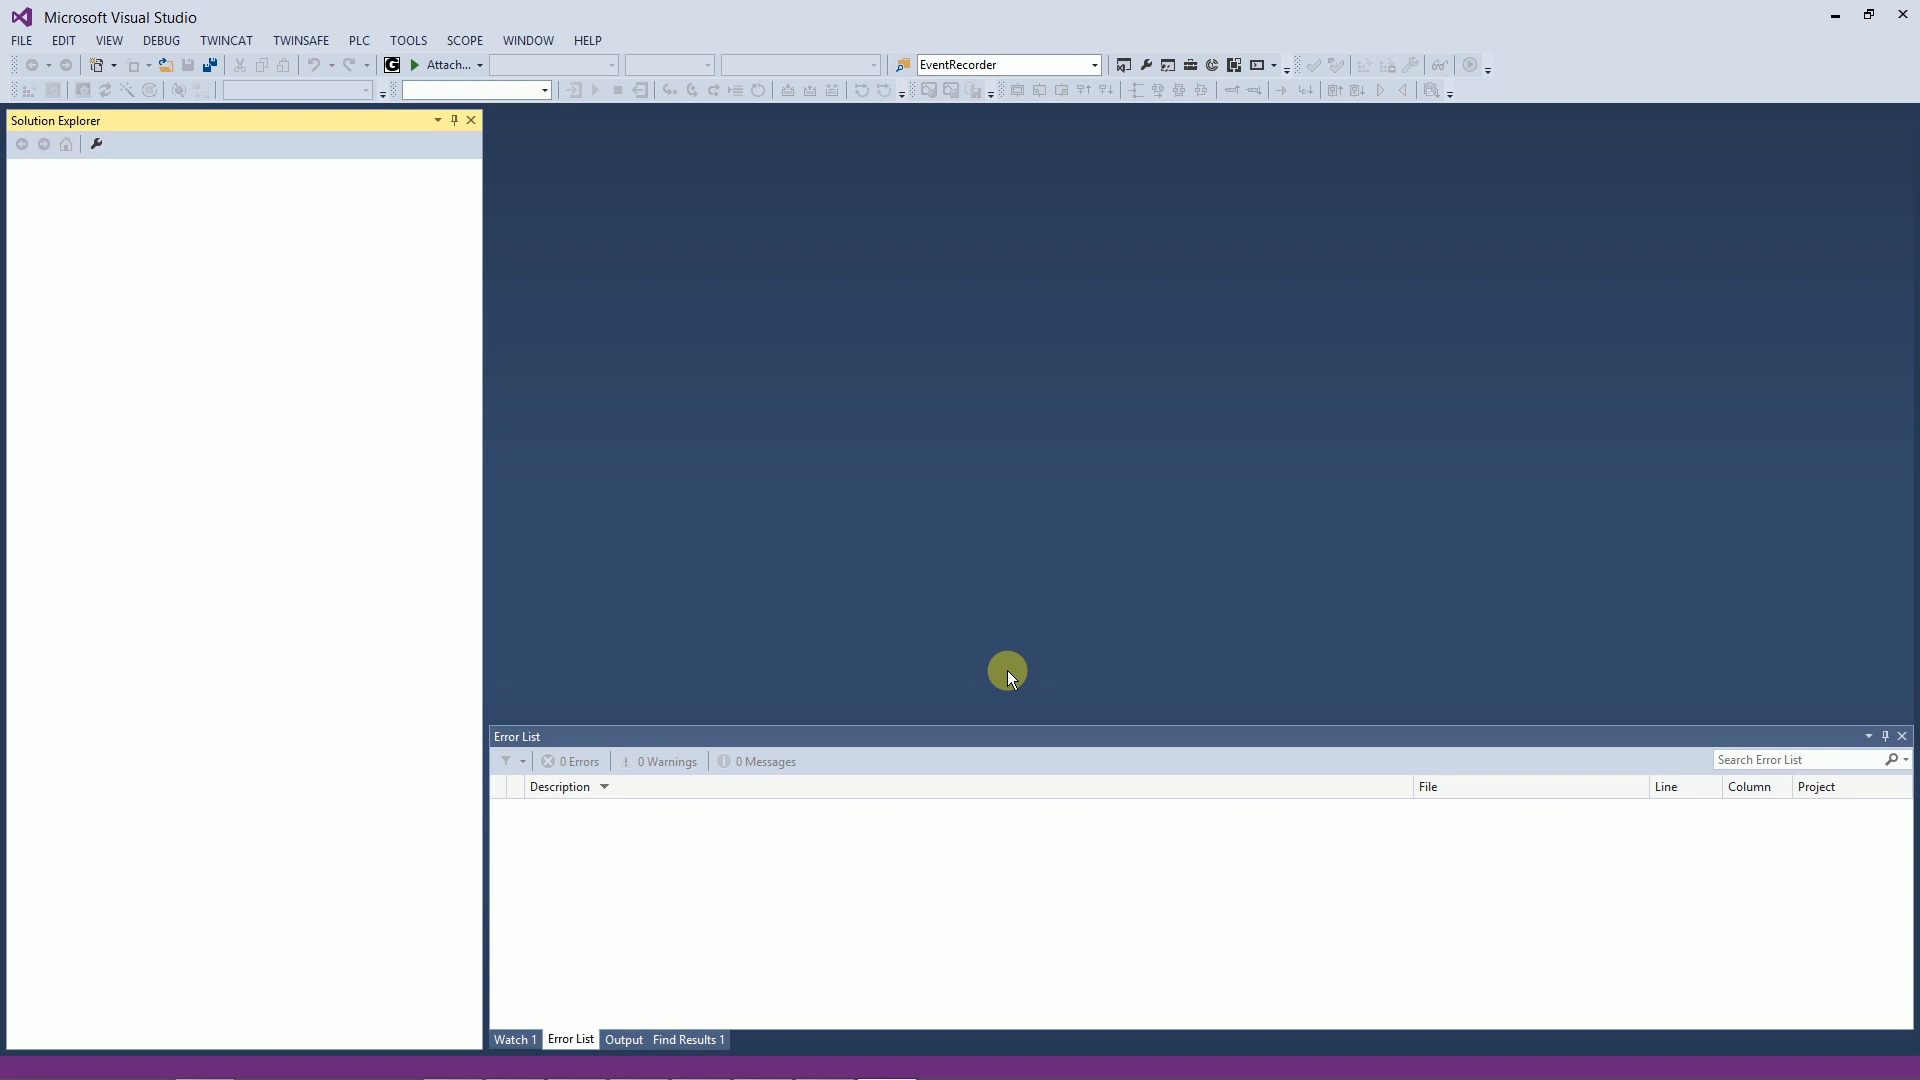 Microsoft Visual Studio
FILE EDIT VIEW DEBUG TWINCAT TWINSAFE PLC TOOLS SCOPE WINDOW HELP
G Attach... EventRecorder
Solution Explorer
Error List
0 Errors 0 Warnings 0 Messages Search Error List
Description File Line Column Project
Watch 1 Error List Output Find Results 1